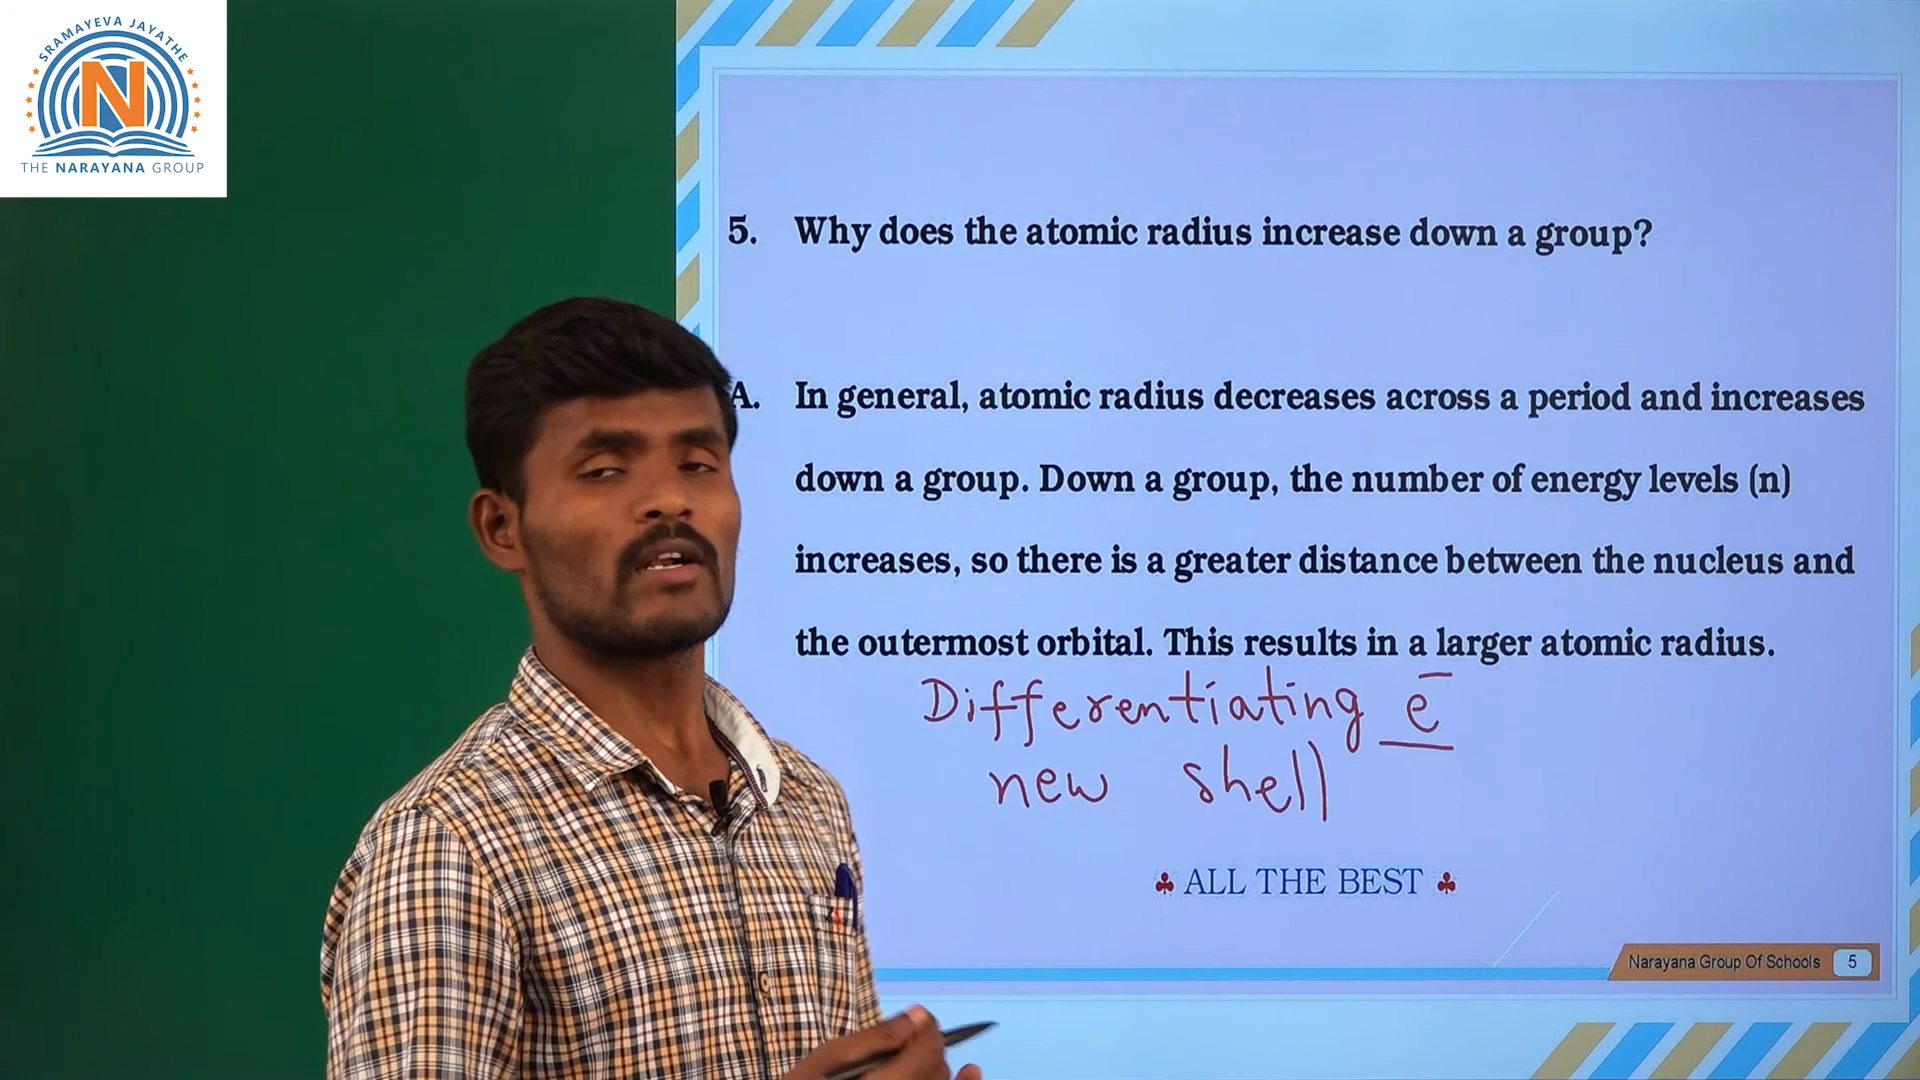 SRAMAYEVA JAYATHE
N
THE NARAYANA GROUP
5. Why does the atomic radius increase down a group?
A. In general, atomic radius decreases across a period and increases
down a group. Down a group, the number of energy levels (n)
increases, so there is a greater distance between the nucleus and
the outermost orbital. This results in a larger atomic radius.
Differentiating e⁻
new shell
♣ ALL THE BEST ♣
Narayana Group Of Schools 5